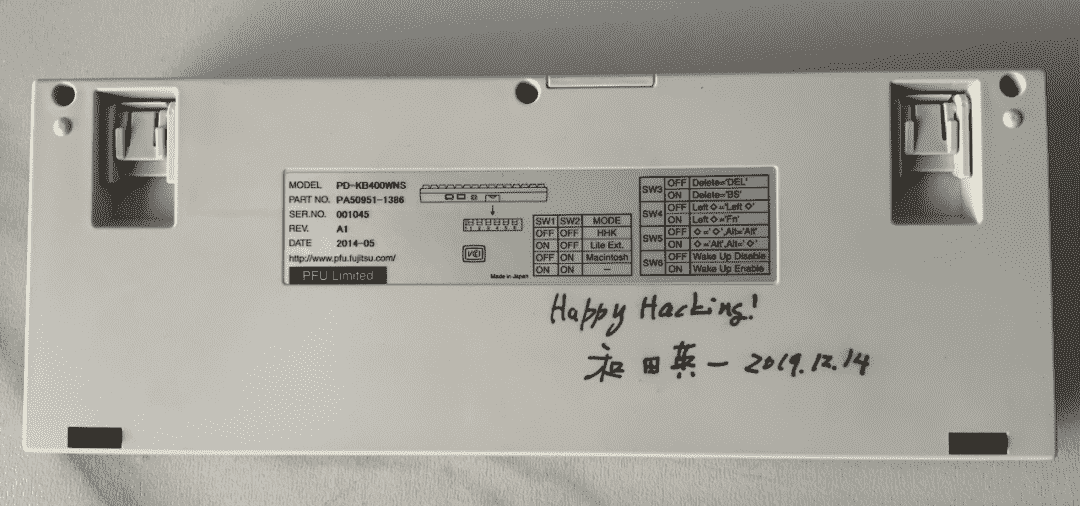 MODEL PD-KB400WNS
PART NO. PA50951-1386
SER.NO. 001045
REV. A1
DATE 2014-05
http://www.pfu.fujitsu.com/
PFU Limited
VCI
Made in Japan
SW1 SW2 MODE
OFF OFF HHK
ON OFF Lite Ext.
OFF ON Macintosh
ON ON —
SW3 OFF Delete='DEL'
ON Delete='BS'
SW4 OFF Left ◇='Left ◇'
ON Left ◇='Fn'
SW5 OFF ◇='◇',Alt='Alt'
ON ◇='Alt',Alt='◇'
SW6 OFF Wake Up Disable
ON Wake Up Enable
Happy Hacking!
和田英一 2019.12.14